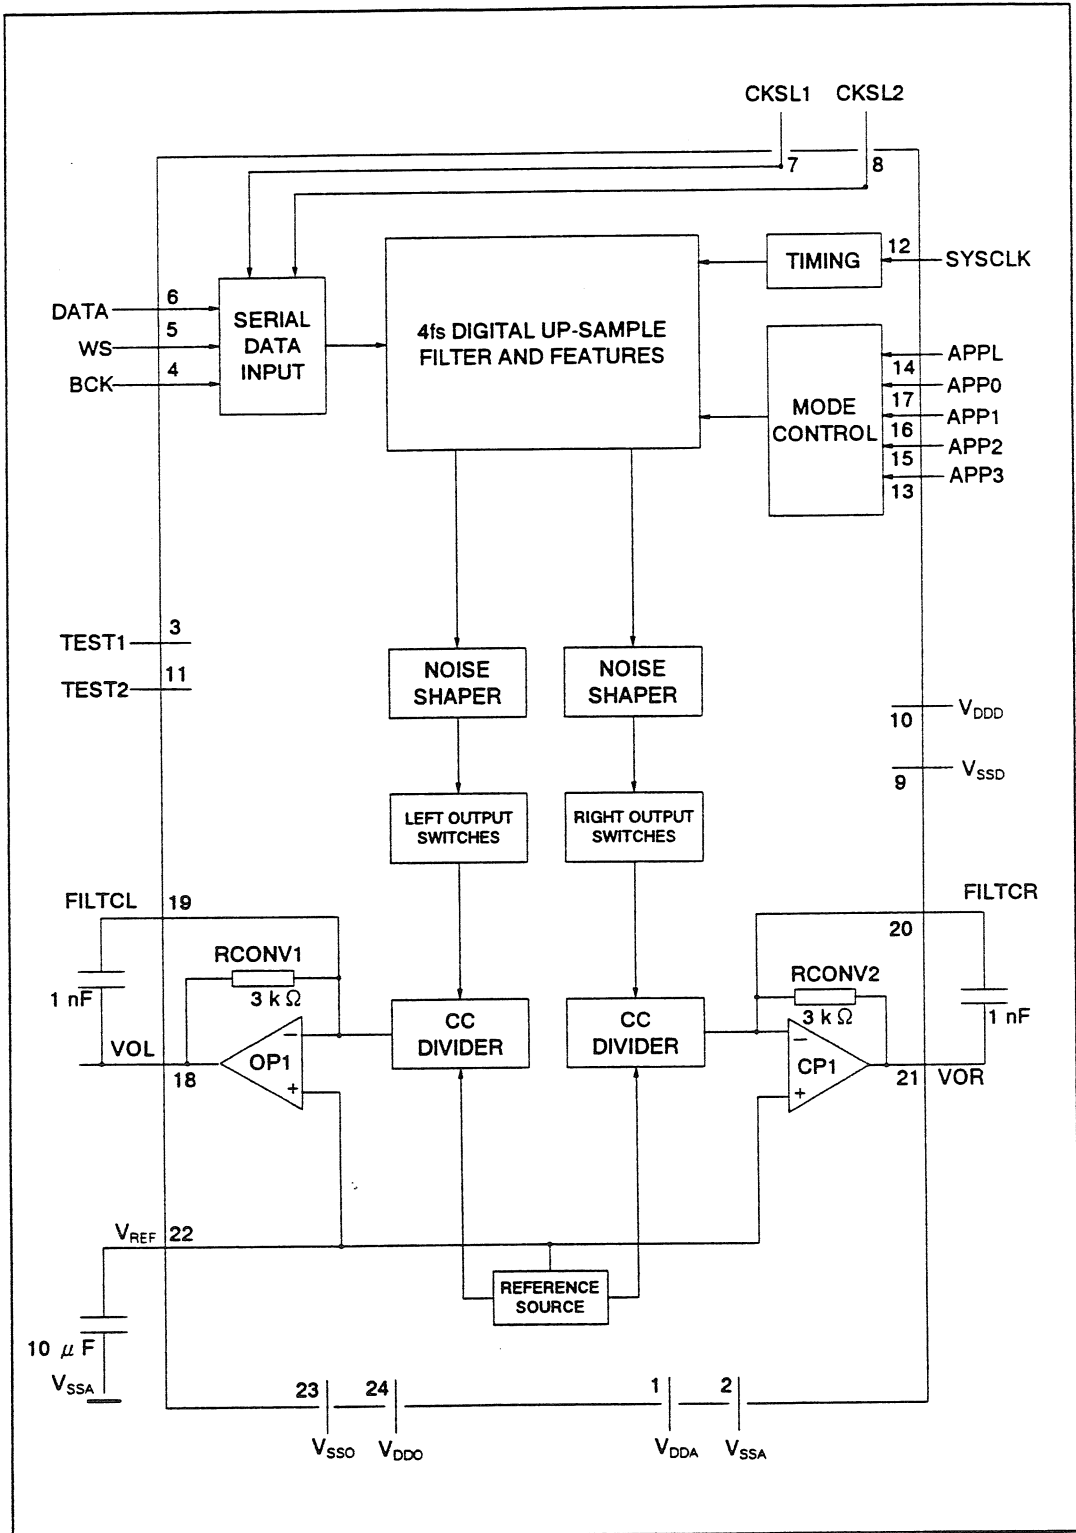 CKSL1 CKSL2
7 8
12
TIMING SYSCLK
6
DATA
5
WS
4
BCK
SERIAL
DATA
INPUT
4fs DIGITAL UP-SAMPLE
FILTER AND FEATURES
MODE
CONTROL
APPL
14
APP0
17
APP1
16
APP2
15
APP3
13
3
TEST1
11
TEST2
NOISE
SHAPER
NOISE
SHAPER
10 VDDD
9 VSSD
LEFT OUTPUT
SWITCHES
RIGHT OUTPUT
SWITCHES
FILTCL 19
FILTCR
20
RCONV1
3 k Ω
1 nF
RCONV2
3 k Ω
1 nF
CC
DIVIDER
CC
DIVIDER
VOL
18
OP1
− +
CP1
− +
21 VOR
VREF 22
REFERENCE
SOURCE
10 μ F
VSSA
23 24 1 2
VSSO VDDO VDDA VSSA